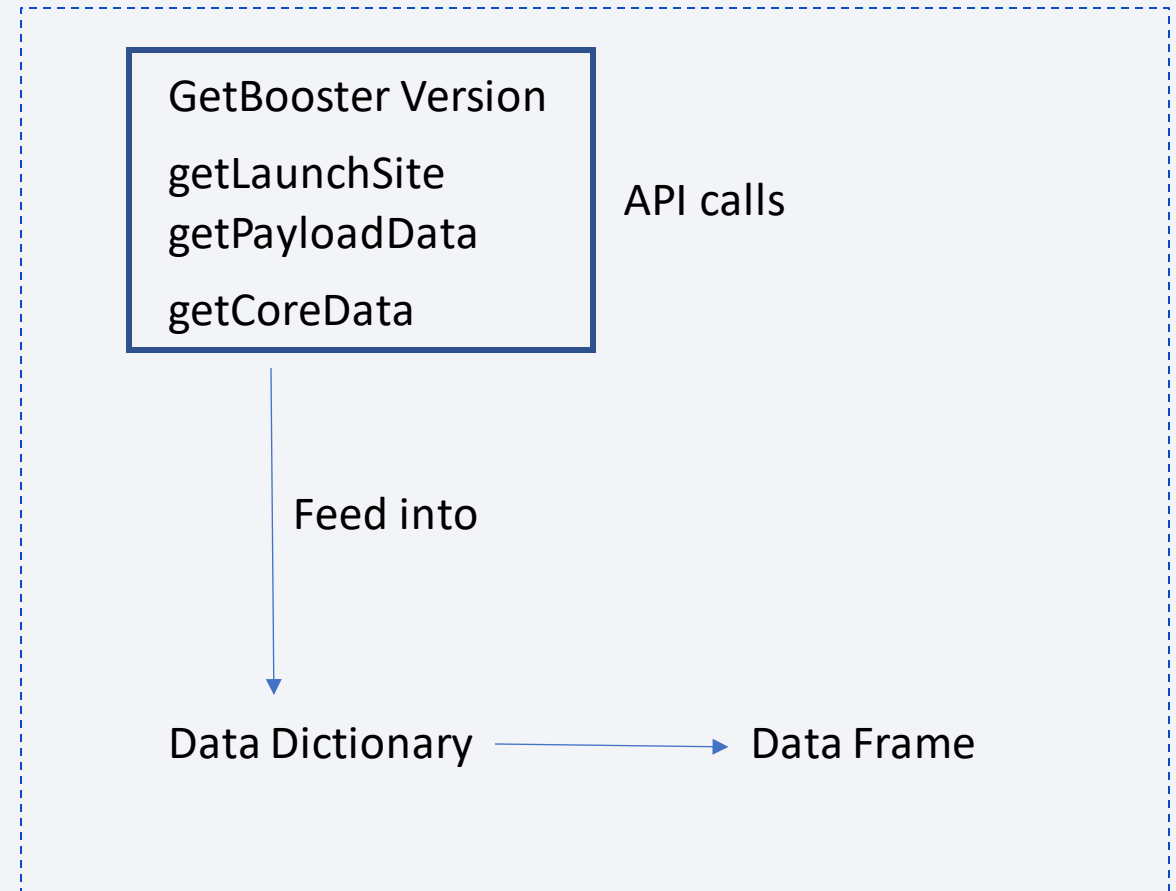 GetBooster Version
getLaunchSite
getPayloadData
getCoreData
API calls
Feed into
Data Dictionary
Data Frame